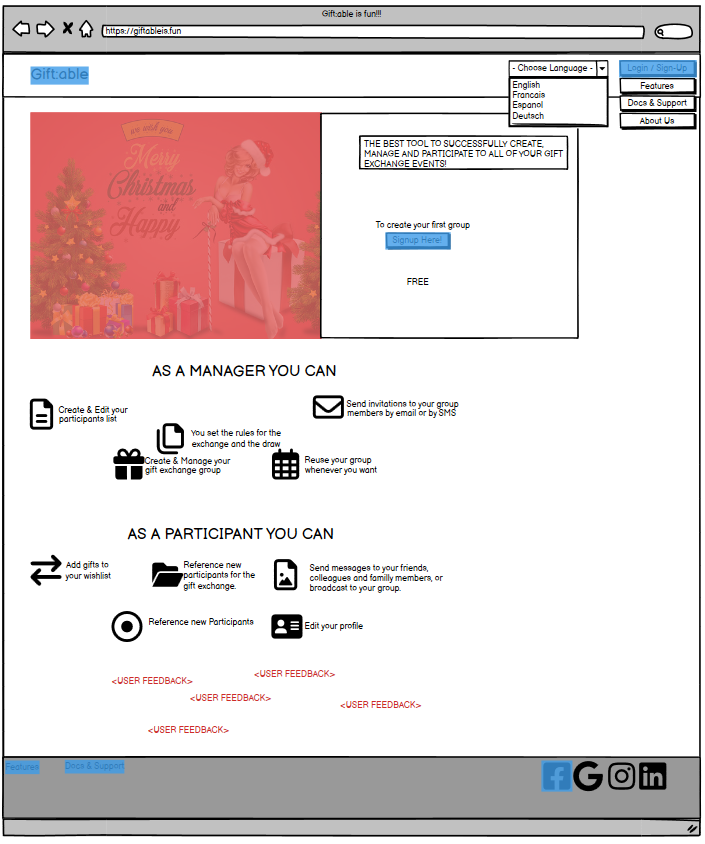 Gift:able is fun!!!
https://giftableis.fun
Gift:able
- Choose Language -
English
Francais
Espanol
Deutsch
Login / Sign-Up
Features
Docs & Support
About Us
we wish you
Merry
Christmas
and
Happy
THE BEST TOOL TO SUCCESSFULLY CREATE,
MANAGE AND PARTICIPATE TO ALL OF YOUR GIFT
EXCHANGE EVENTS!
To create your first group
Signup Here!
FREE
AS A MANAGER YOU CAN
Create & Edit your
participants list
Send invitations to your group
members by email or by SMS
You set the rules for the
exchange and the draw
Create & Manage your
gift exchange group
Reuse your group
whenever you want
AS A PARTICIPANT YOU CAN
Add gifts to
your wishlist
Reference new
participants for the
gift exchange.
Send messages to your friends,
colleagues and familly members, or
broadcast to your group.
Reference new Participants
Edit your profile
<USER FEEDBACK>
<USER FEEDBACK>
<USER FEEDBACK>
<USER FEEDBACK>
<USER FEEDBACK>
Features
Docs & Support